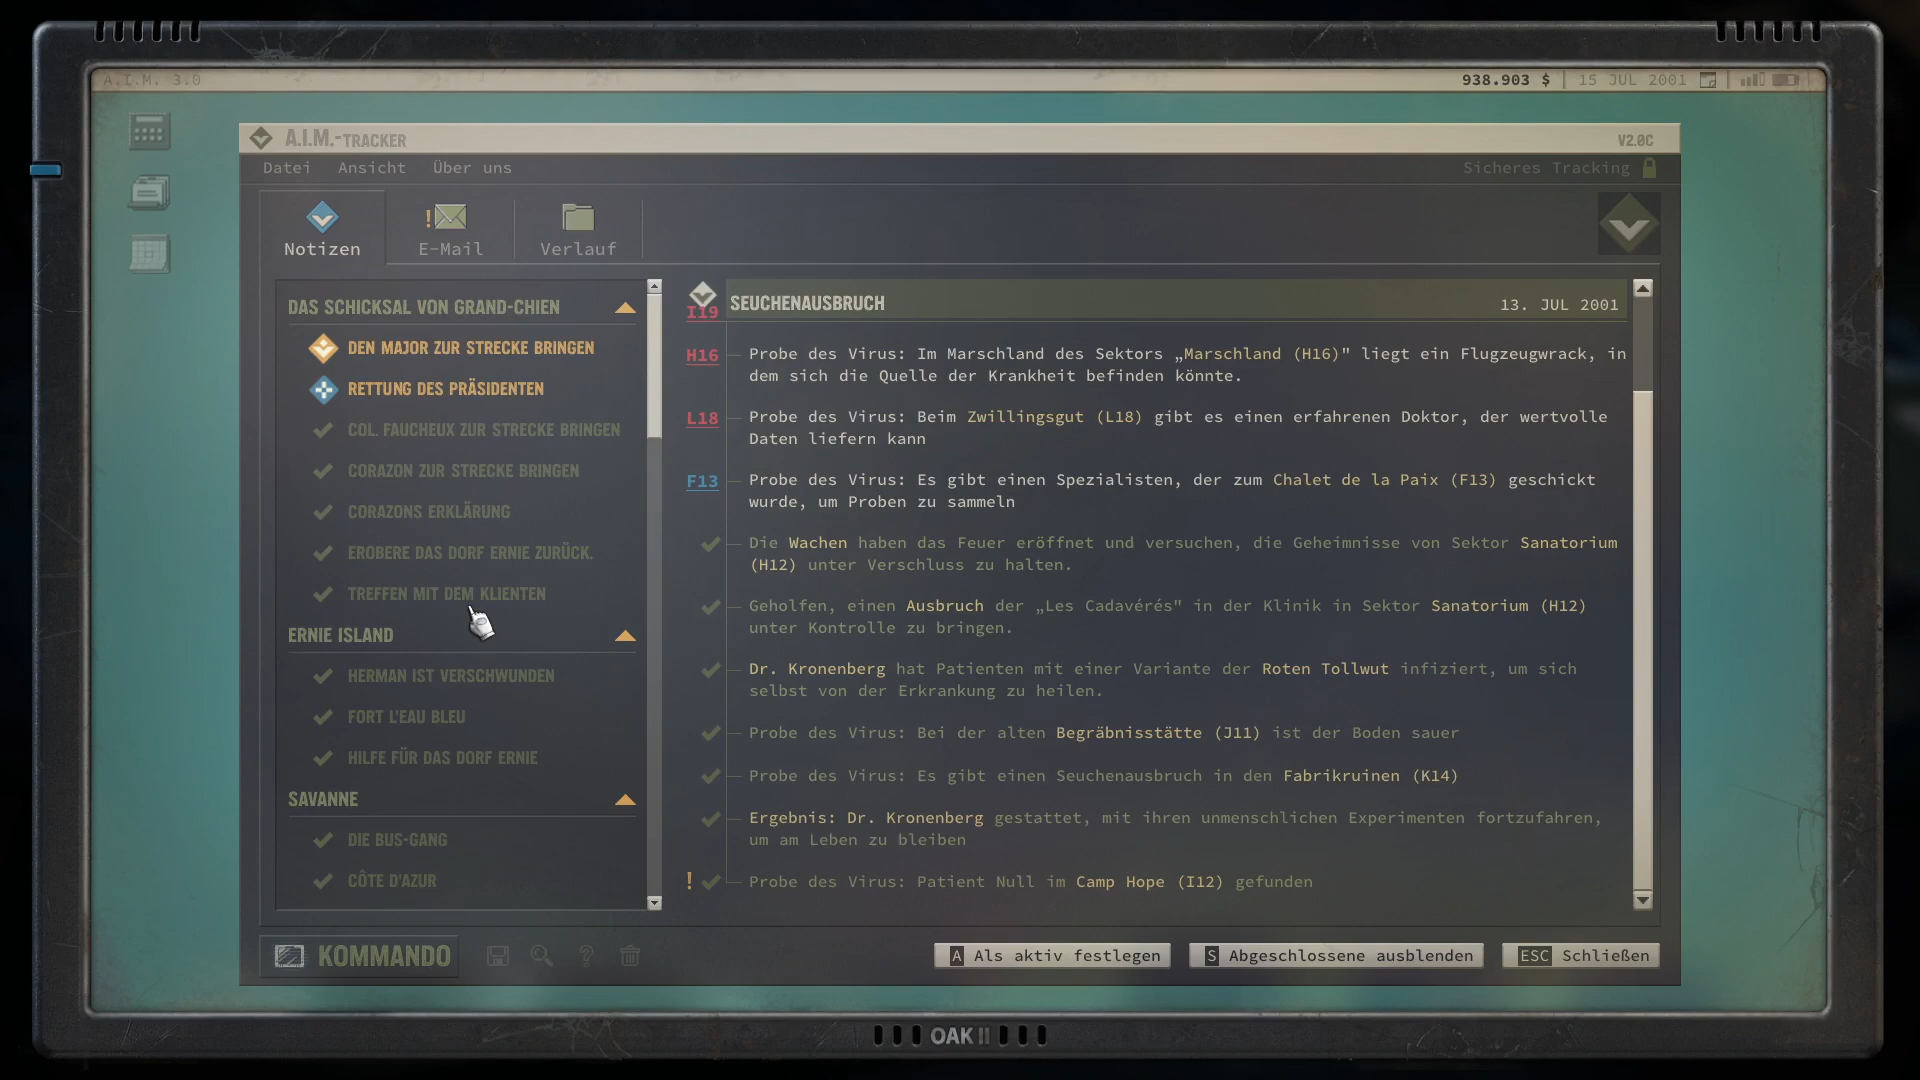 A.I.M. 3.0
938.903 $ | 15 JUL 2001
A.I.M.-TRACKER
V2.0C
Datei Ansicht Über uns
Sicheres Tracking
Notizen
! E-Mail
Verlauf
DAS SCHICKSAL VON GRAND-CHIEN
DEN MAJOR ZUR STRECKE BRINGEN
RETTUNG DES PRÄSIDENTEN
COL. FAUCHEUX ZUR STRECKE BRINGEN
CORAZON ZUR STRECKE BRINGEN
CORAZONS ERKLÄRUNG
EROBERE DAS DORF ERNIE ZURÜCK.
TREFFEN MIT DEM KLIENTEN
ERNIE ISLAND
HERMAN IST VERSCHWUNDEN
FORT L'EAU BLEU
HILFE FÜR DAS DORF ERNIE
SAVANNE
DIE BUS-GANG
CÔTE D'AZUR
SEUCHENAUSBRUCH
13. JUL 2001
I19
H16 Probe des Virus: Im Marschland des Sektors „Marschland (H16)" liegt ein Flugzeugwrack, in
dem sich die Quelle der Krankheit befinden könnte.
L18 Probe des Virus: Beim Zwillingsgut (L18) gibt es einen erfahrenen Doktor, der wertvolle
Daten liefern kann
F13 Probe des Virus: Es gibt einen Spezialisten, der zum Chalet de la Paix (F13) geschickt
wurde, um Proben zu sammeln
Die Wachen haben das Feuer eröffnet und versuchen, die Geheimnisse von Sektor Sanatorium
(H12) unter Verschluss zu halten.
Geholfen, einen Ausbruch der „Les Cadavérés" in der Klinik in Sektor Sanatorium (H12)
unter Kontrolle zu bringen.
Dr. Kronenberg hat Patienten mit einer Variante der Roten Tollwut infiziert, um sich
selbst von der Erkrankung zu heilen.
Probe des Virus: Bei der alten Begräbnisstätte (J11) ist der Boden sauer
Probe des Virus: Es gibt einen Seuchenausbruch in den Fabrikruinen (K14)
Ergebnis: Dr. Kronenberg gestattet, mit ihren unmenschlichen Experimenten fortzufahren,
um am Leben zu bleiben
! Probe des Virus: Patient Null im Camp Hope (I12) gefunden
KOMMANDO
?
A Als aktiv festlegen
S Abgeschlossene ausblenden
ESC Schließen
OAK II